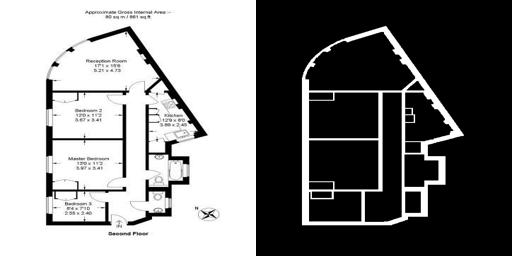 Approximate Gross Internal Area :-
80 sq m / 861 sq ft
Reception Room
17'1 x 15'6
5.21 x 4.73
Kitchen
12'9 x 8'0
3.89 x 2.43
Bedroom 2
12'0 x 11'2
3.67 x 3.41
Master Bedroom
13'0 x 11'2
3.97 x 3.41
Bedroom 3
8'4 x 7'10
2.55 x 2.40
IN
N
Second Floor